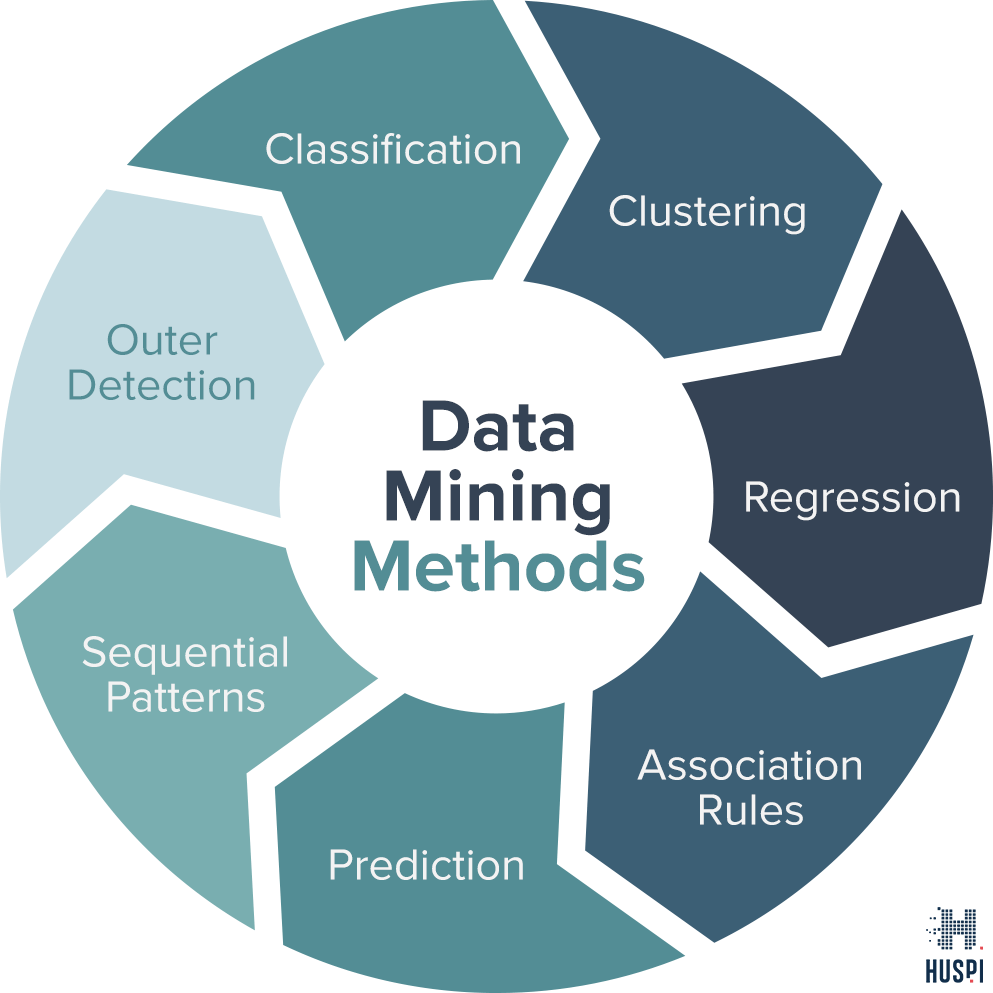 Classification
Clustering
Outer
Detection
Data
Mining
Methods
Regression
Sequential
Patterns
Association
Rules
Prediction
HUSPI